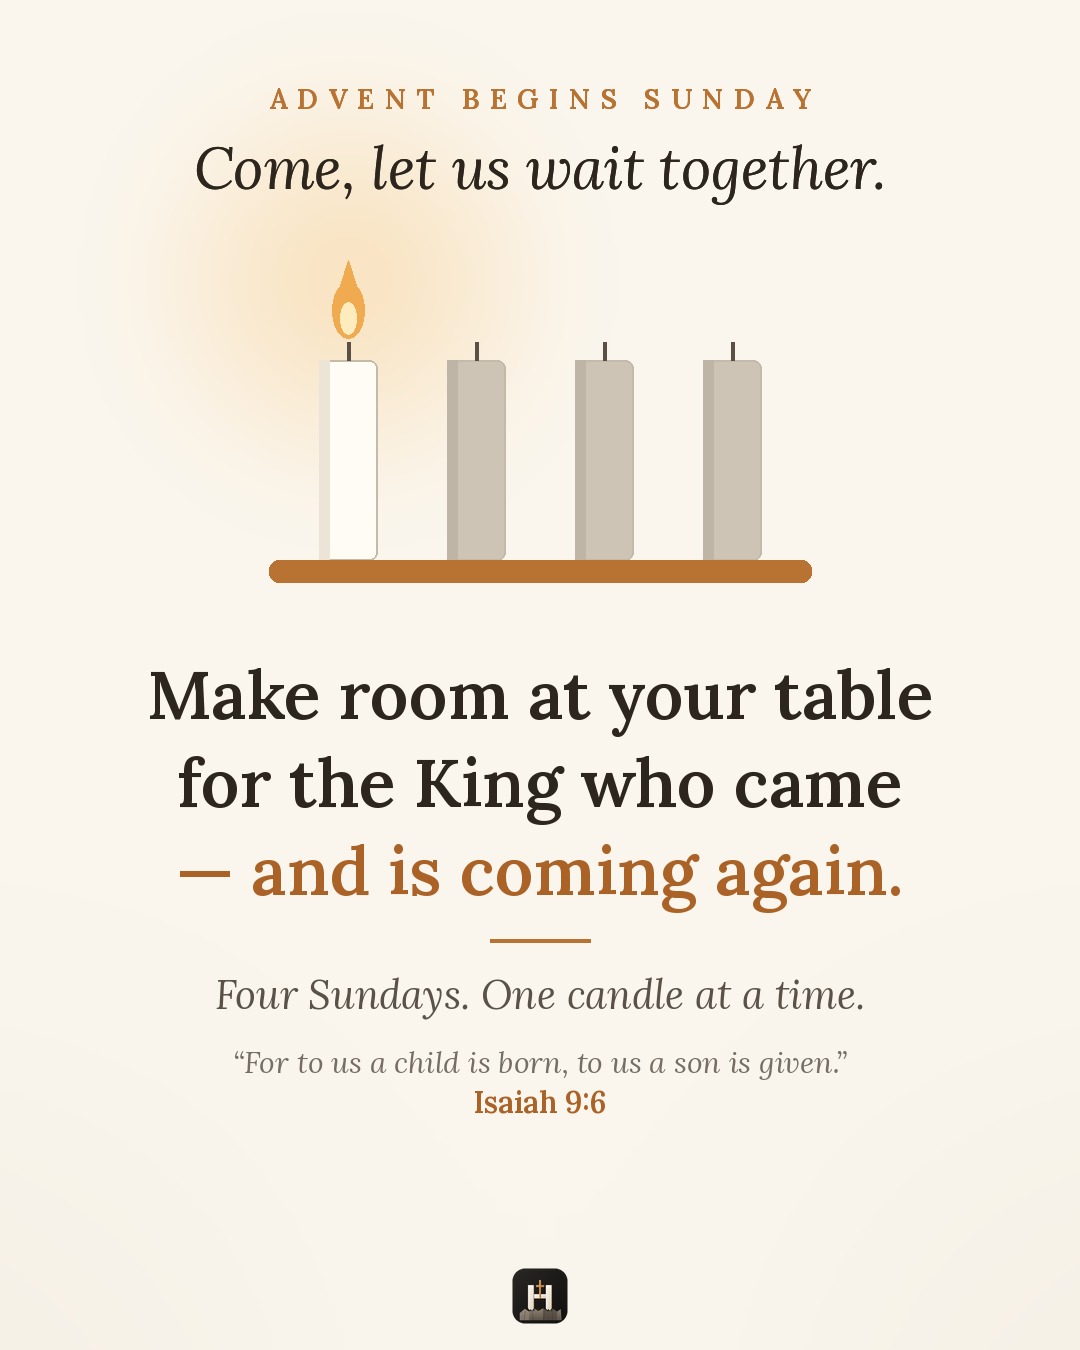 ADVENT BEGINS SUNDAY
Come, let us wait together.
Make room at your table
for the King who came
— and is coming again.
Four Sundays. One candle at a time.
“For to us a child is born, to us a son is given.”
Isaiah 9:6
H